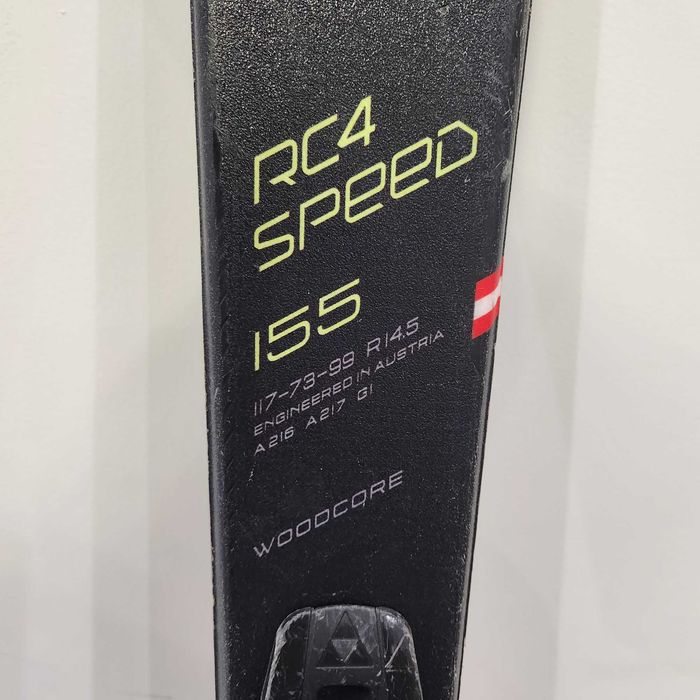 RC4
SPEED
155
117-73-99 R14.5
ENGINEERED IN AUSTRIA
A216 A217 G1
WOODCORE